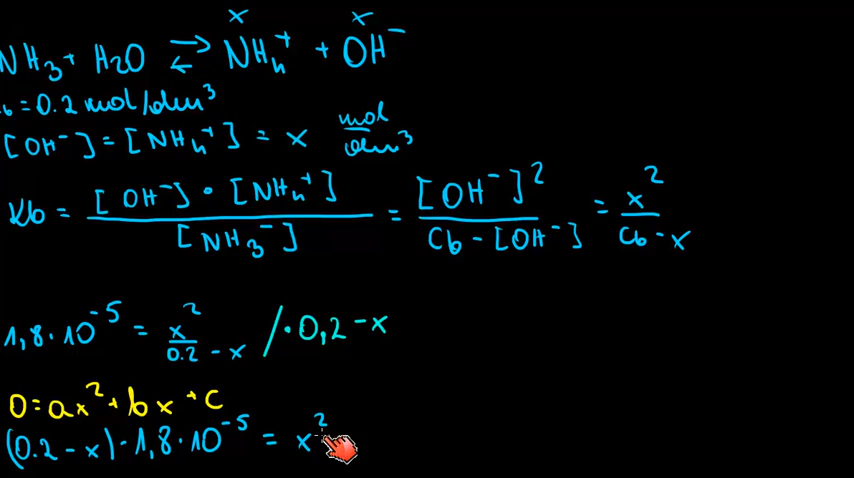 x x
NH₃ + H₂O ⇌ NH₄⁺ + OH⁻
Cb = 0.2 mol/dm³
[OH⁻] = [NH₄⁺] = x mol/dm³
Kb = [OH⁻] · [NH₄⁺] / [NH₃⁻] = [OH⁻]² / Cb - [OH⁻] = x² / Cb - x
1,8 · 10⁻⁵ = x² / 0.2 - x /· 0,2 - x
0 = ax² + bx + c
(0.2 - x) · 1,8 · 10⁻⁵ = x²